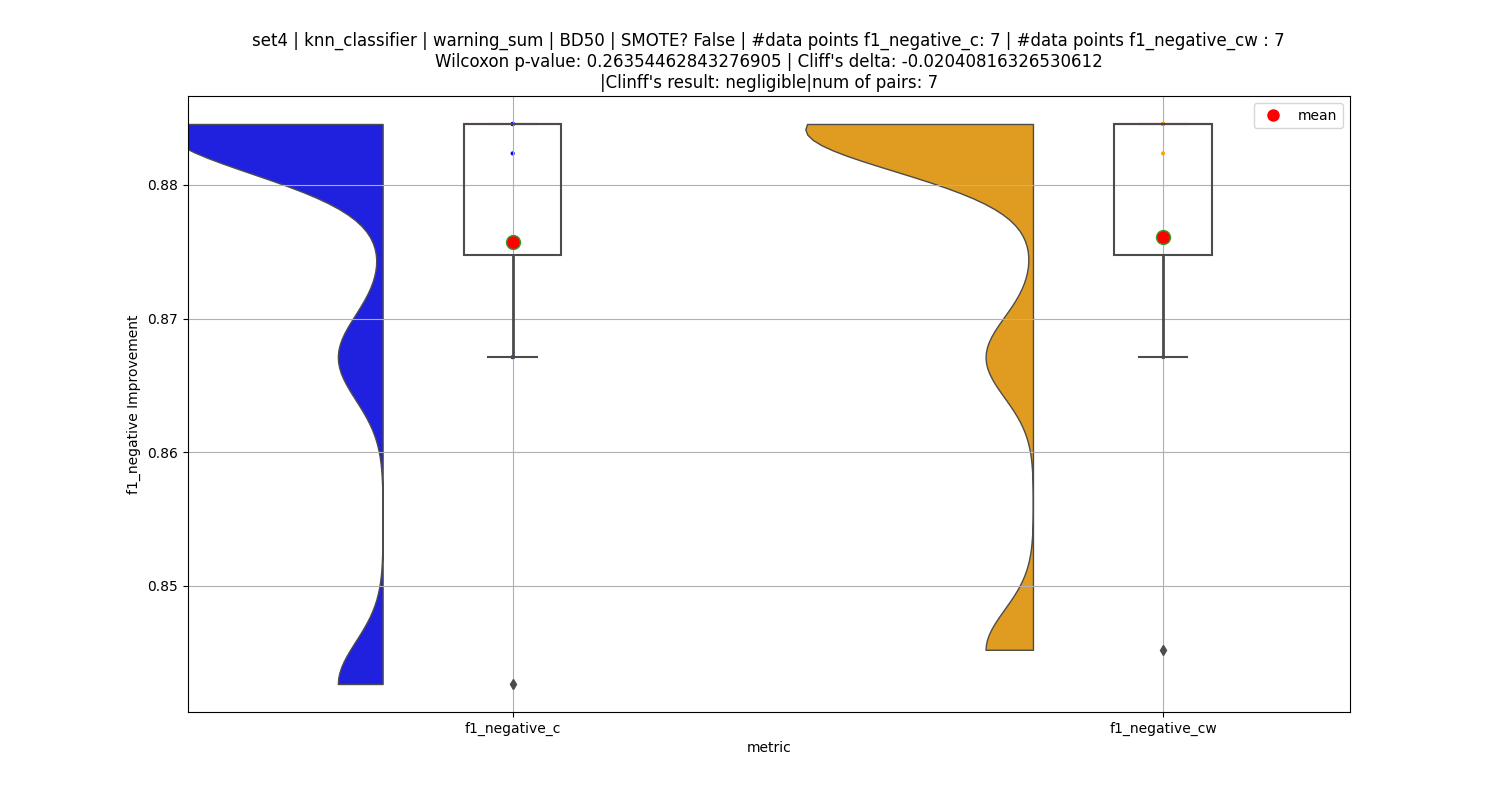 set4 | knn_classifier | warning_sum | BD50 | SMOTE? False | #data points f1_negative_c: 7 | #data points f1_negative_cw : 7
Wilcoxon p-value: 0.26354462843276905 | Cliff's delta: -0.02040816326530612
|Clinff's result: negligible|num of pairs: 7
mean
0.88
0.87
0.86
0.85
f1_negative Improvement
f1_negative_c
f1_negative_cw
metric